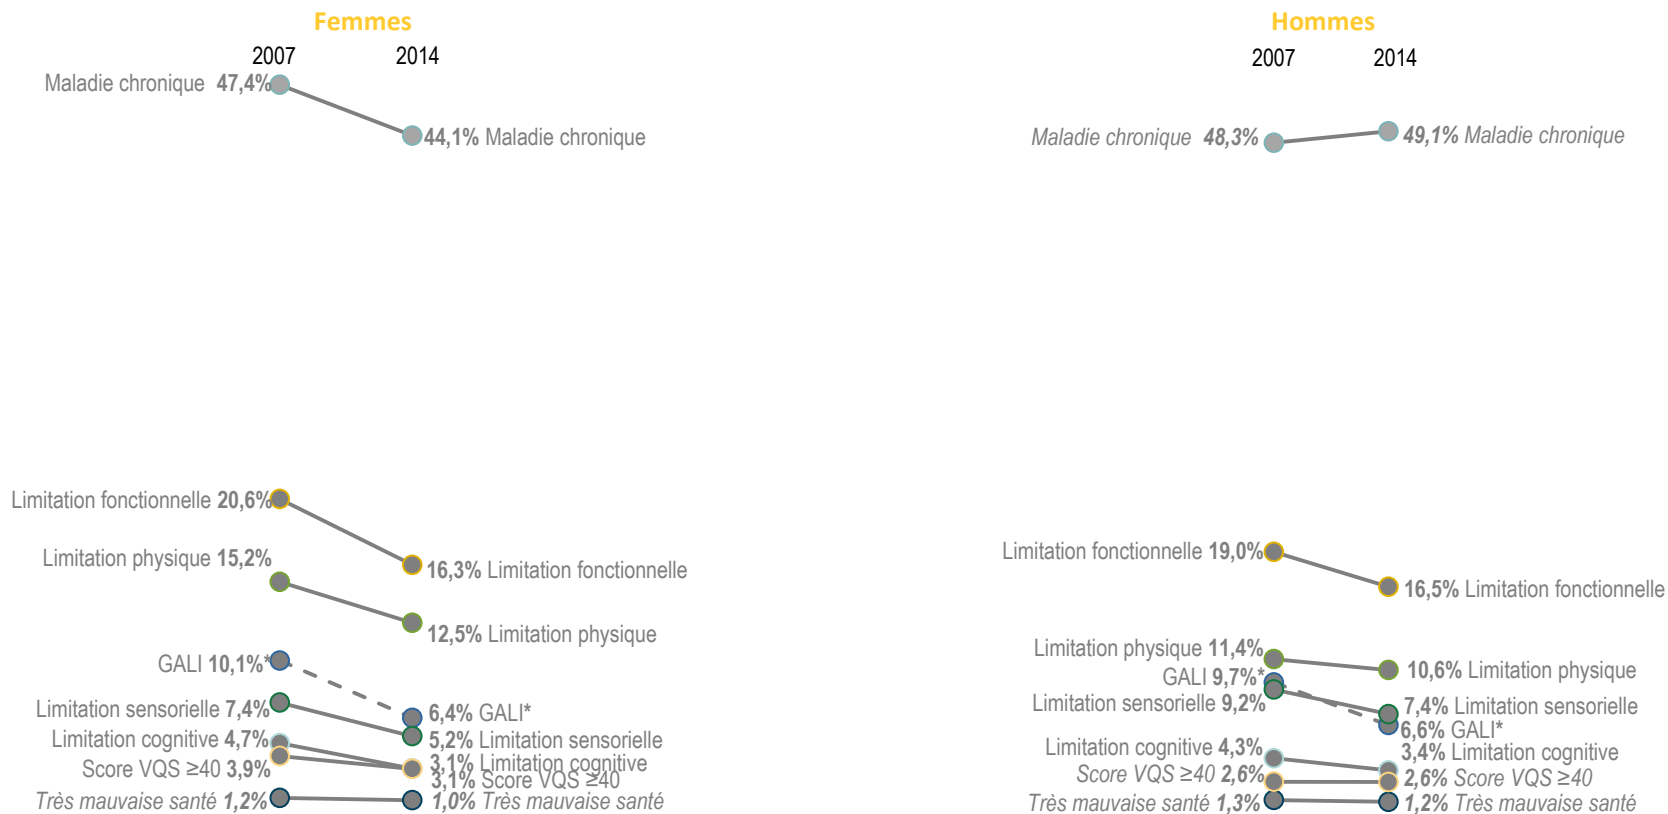 Femmes
2007 2014
Maladie chronique 47,4%
44,1% Maladie chronique
Limitation fonctionnelle 20,6%
16,3% Limitation fonctionnelle
Limitation physique 15,2%
12,5% Limitation physique
GALI 10,1%*
6,4% GALI*
Limitation sensorielle 7,4%
5,2% Limitation sensorielle
Limitation cognitive 4,7%
3,1% Limitation cognitive
Score VQS ≥40 3,9%
3,1% Score VQS ≥40
Très mauvaise santé 1,2%
1,0% Très mauvaise santé
Hommes
2007 2014
Maladie chronique 48,3%
49,1% Maladie chronique
Limitation fonctionnelle 19,0%
16,5% Limitation fonctionnelle
Limitation physique 11,4%
10,6% Limitation physique
GALI 9,7%*
Limitation sensorielle 9,2%
7,4% Limitation sensorielle
6,6% GALI*
Limitation cognitive 4,3%
3,4% Limitation cognitive
Score VQS ≥40 2,6%
2,6% Score VQS ≥40
Très mauvaise santé 1,3%
1,2% Très mauvaise santé